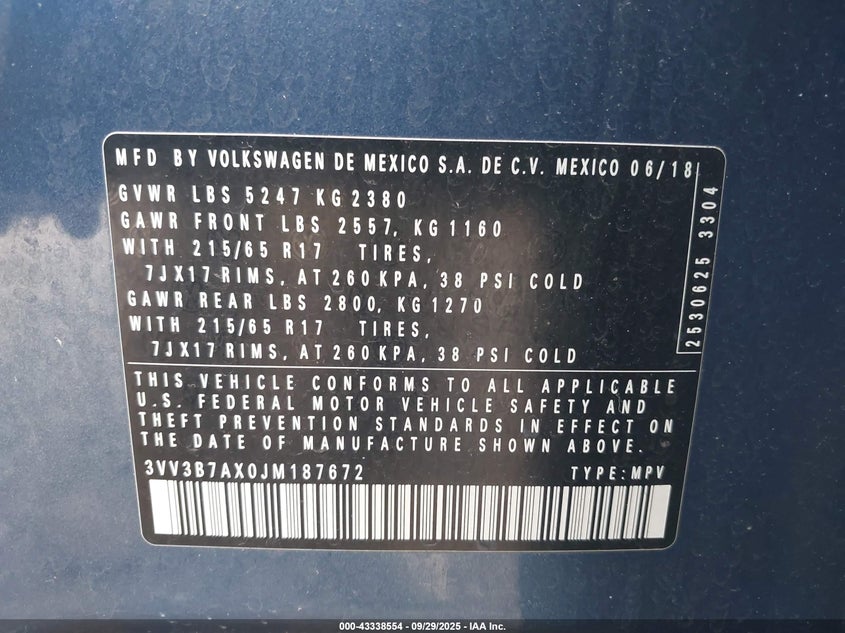 MFD BY VOLKSWAGEN DE MEXICO S.A. DE C.V. MEXICO 06/18
GVWR LBS 5247 KG 2380
GAWR FRONT LBS 2557, KG 1160
WITH 215/65 R17 TIRES,
7JX17 RIMS, AT 260 KPA, 38 PSI COLD
GAWR REAR LBS 2800, KG 1270
WITH 215/65 R17 TIRES,
7JX17 RIMS, AT 260 KPA, 38 PSI COLD
2530625 3304
THIS VEHICLE CONFORMS TO ALL APPLICABLE
U.S. FEDERAL MOTOR VEHICLE SAFETY AND
THEFT PREVENTION STANDARDS IN EFFECT ON
THE DATE OF MANUFACTURE SHOWN ABOVE.
3VV3B7AX0JM187672 TYPE: MPV
000-43338554 - 09/29/2025 - IAA Inc.